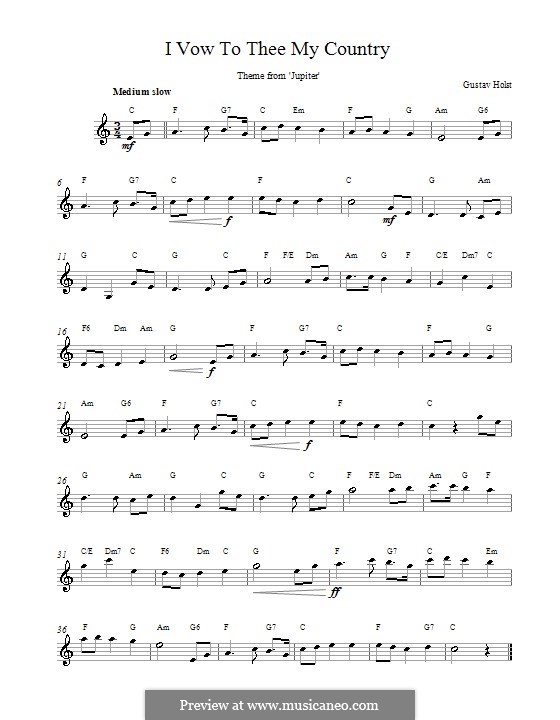 I Vow To Thee My Country
Theme from 'Jupiter'
Medium slow
Gustav Holst
C F G7 C Em F G Am G6
3 4
mf
6
F G7 C F C G Am
f mf
11
G C G C F F/E Dm Am G F C/E Dm7 C
16
F6 Dm Am G F G7 C F G
f
21
Am G6 F G7 C F C
f
26
G Am G C G C F F/E Dm Am G F
31
C/E Dm7 C F6 Dm C G F G7 C Em
ff
36
F G Am G6 F G7 C F G7 C
Preview at www.musicaneo.com